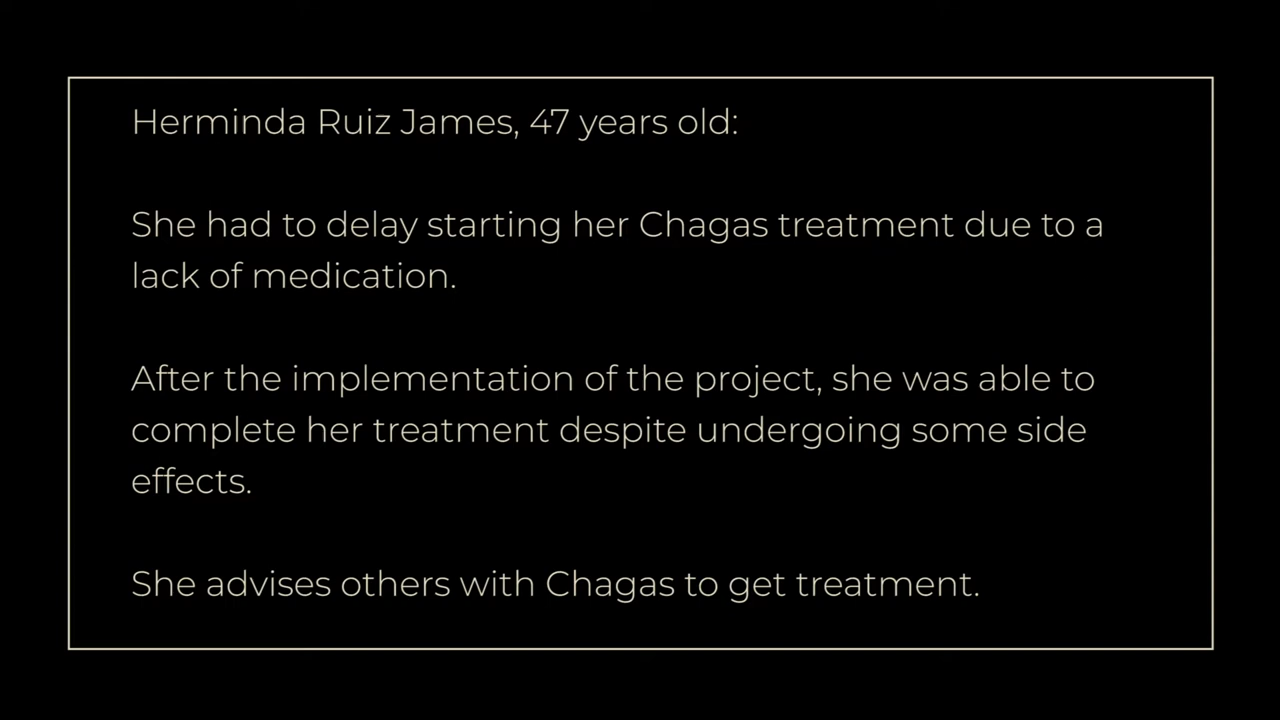 Herminda Ruiz James, 47 years old:
She had to delay starting her Chagas treatment due to a
lack of medication.
After the implementation of the project, she was able to
complete her treatment despite undergoing some side
effects.
She advises others with Chagas to get treatment.